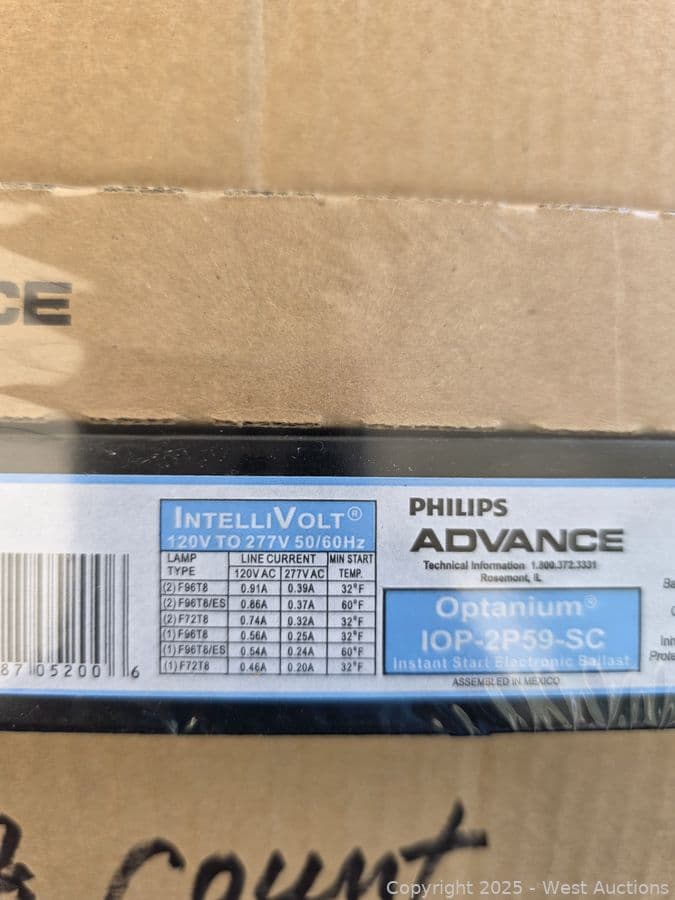 CE
INTELLIVOLT®
120V TO 277V 50/60Hz
LAMP TYPE LINE CURRENT MIN START TEMP.
120V AC 277V AC
(2) F96T8 0.91A 0.39A 32°F
(2) F96T8/ES 0.86A 0.37A 60°F
(2) F72T8 0.74A 0.32A 32°F
(1) F96T8 0.56A 0.25A 32°F
(1) F96T8/ES 0.54A 0.24A 60°F
(1) F72T8 0.46A 0.20A 32°F
87 05200 6
PHILIPS
ADVANCE
Technical Information 1.800.372.3331
Rosemont, IL
Optanium®
IOP-2P59-SC
Instant Start Electronic Ballast
ASSEMBLED IN MEXICO
Ba
Inh
Prote
count
Copyright © 2025 - West Auctions